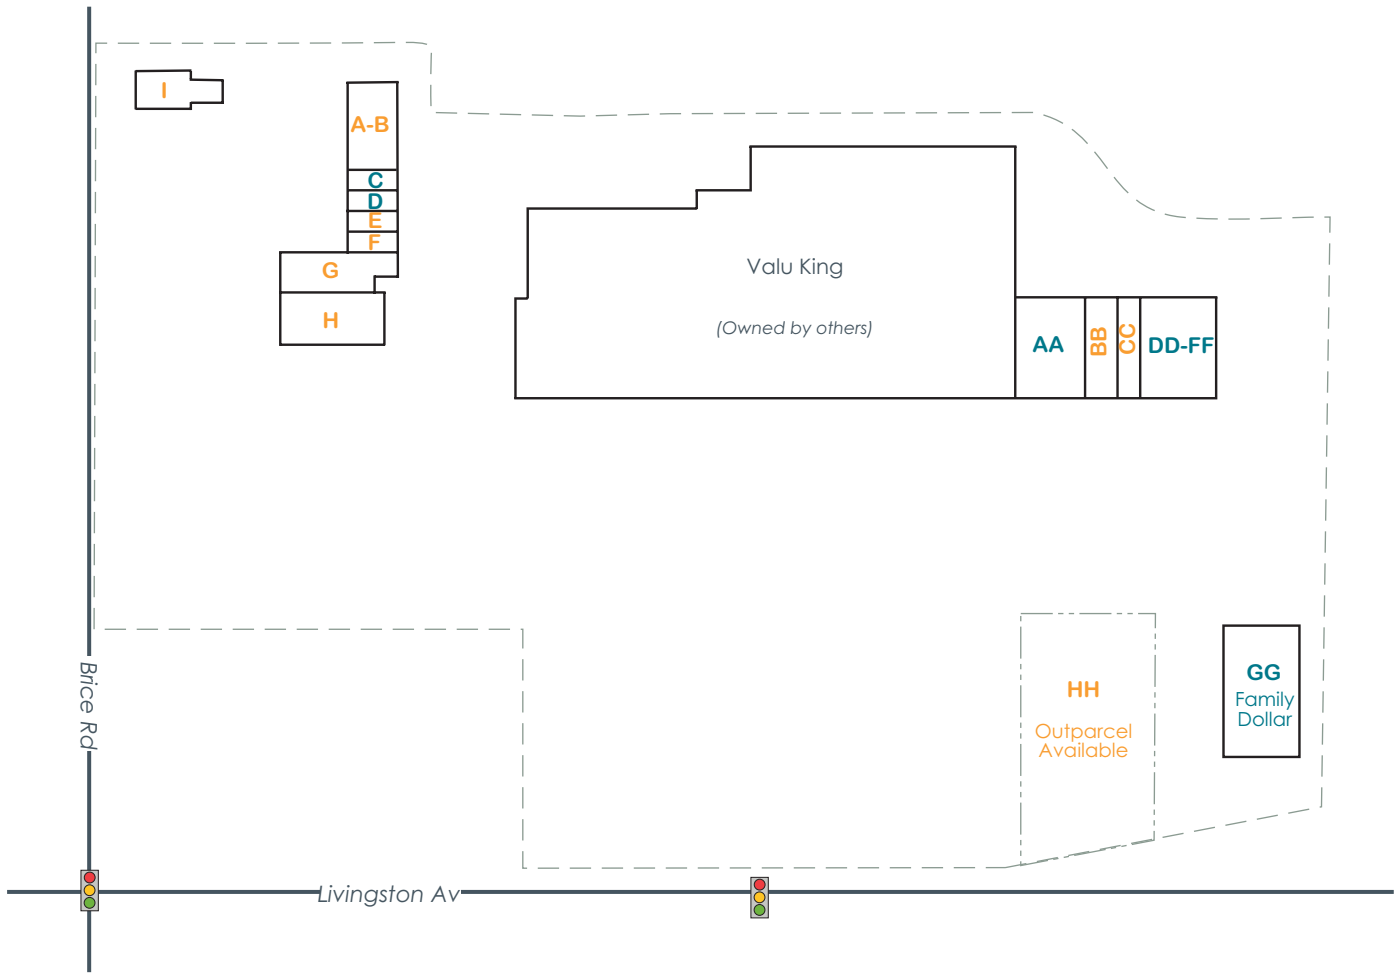 I
A-B
C
D
E
F
G
H
Valu King
(Owned by others)
AA
BB
CC
DD-FF
HH
Outparcel
Available
GG
Family
Dollar
Brice Rd
Livingston Av